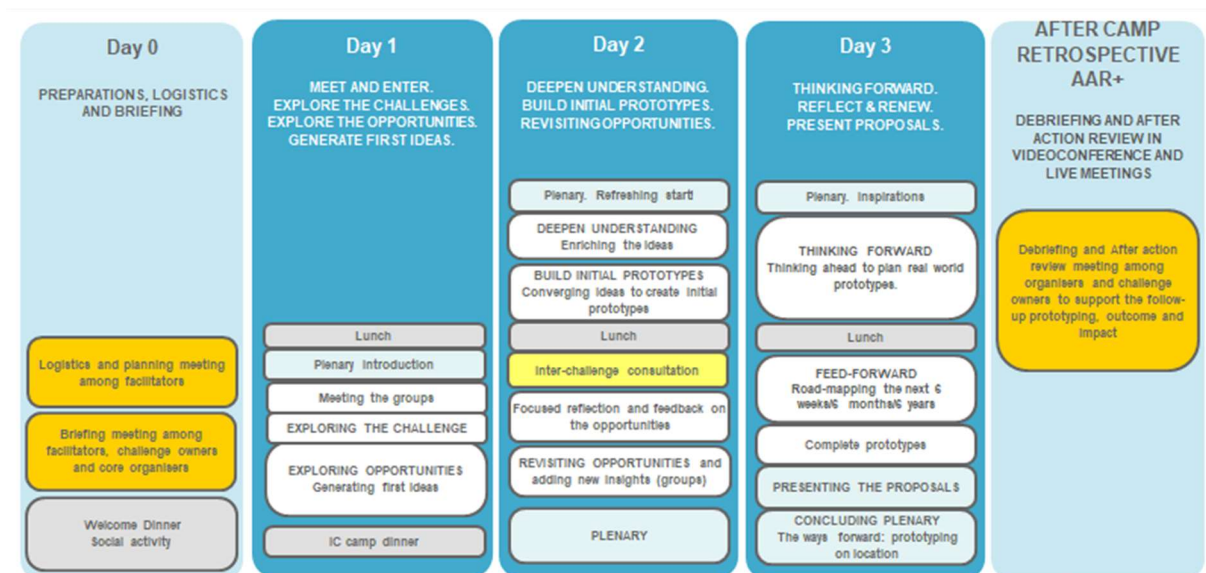 Day 0
PREPARATIONS, LOGISTICS
AND BRIEFING
Logistics and planning meeting
among facilitators
Briefing meeting among
facilitators, challenge owners
and core organisers
Welcome Dinner
Social activity
Day 1
MEET AND ENTER.
EXPLORE THE CHALLENGES.
EXPLORE THE OPPORTUNITIES.
GENERATE FIRST IDEAS.
Lunch
Plenary Introduction
Meeting the groups
EXPLORING THE CHALLENGE
EXPLORING OPPORTUNITIES
Generating first ideas
IC camp dinner
Day 2
DEEPEN UNDERSTANDING.
BUILD INITIAL PROTOTYPES.
REVISITING OPPORTUNITIES.
Plenary. Refreshing start!
DEEPEN UNDERSTANDING
Enriching the ideas
BUILD INITIAL PROTOTYPES
Converging ideas to create initial
prototypes
Lunch
Inter-challenge consultation
Focused reflection and feedback on
the opportunities
REVISITING OPPORTUNITIES and
adding new insights (groups)
PLENARY
Day 3
THINKING FORWARD.
REFLECT & RENEW.
PRESENT PROPOSALS.
Plenary. Inspirations
THINKING FORWARD
Thinking ahead to plan real world
prototypes.
Lunch
FEED-FORWARD
Road-mapping the next 6
weeks/6 months/6 years
Complete prototypes
PRESENTING THE PROPOSALS
CONCLUDING PLENARY
The ways forward: prototyping
on location
AFTER CAMP
RETROSPECTIVE
AAR+
DEBRIEFING AND AFTER
ACTION REVIEW IN
VIDEOCONFERENCE AND
LIVE MEETINGS
Debriefing and After action
review meeting among
organisers and challenge
owners to support the follow-
up prototyping, outcome and
impact